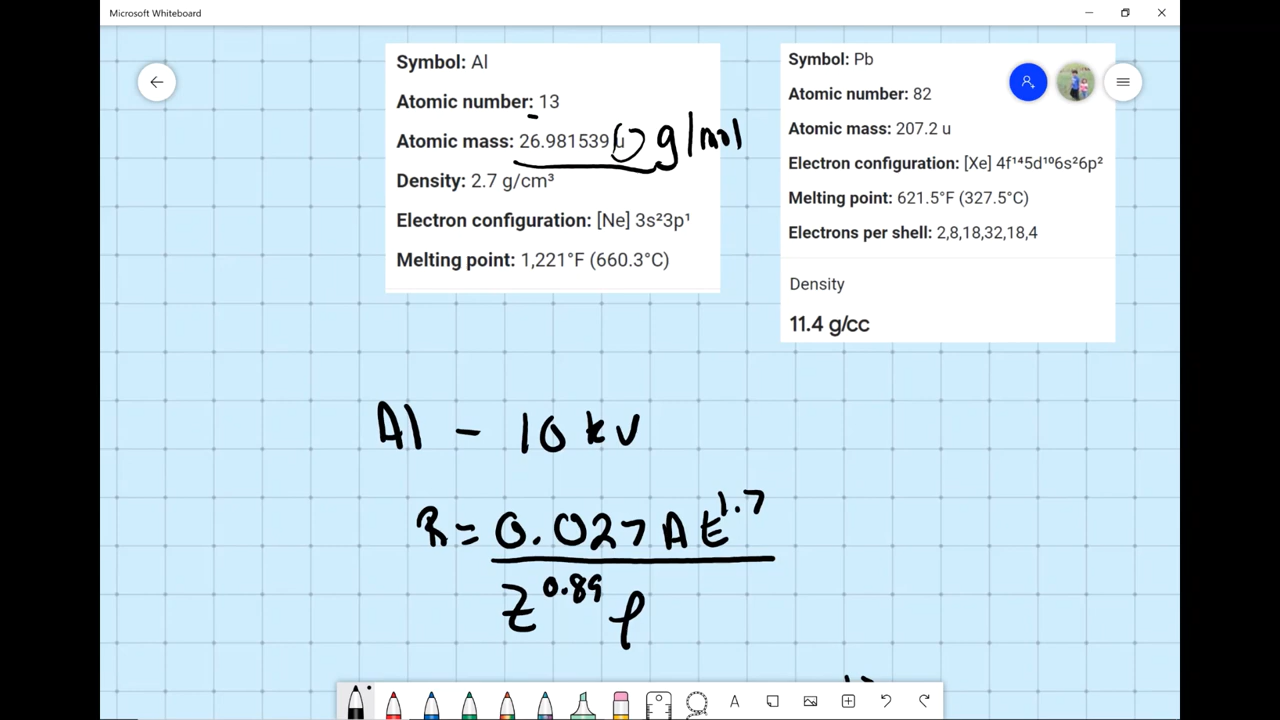 Microsoft Whiteboard
Symbol: Al
Atomic number: 13
Atomic mass: 26.981539 u g/mol
Density: 2.7 g/cm³
Electron configuration: [Ne] 3s²3p¹
Melting point: 1,221°F (660.3°C)
Symbol: Pb
Atomic number: 82
Atomic mass: 207.2 u
Electron configuration: [Xe] 4f¹⁴5d¹⁰6s²6p²
Melting point: 621.5°F (327.5°C)
Electrons per shell: 2,8,18,32,18,4
Density
11.4 g/cc
Al - 10 kv
R = 0.027 A E^1.7
Z^0.89 ρ
A